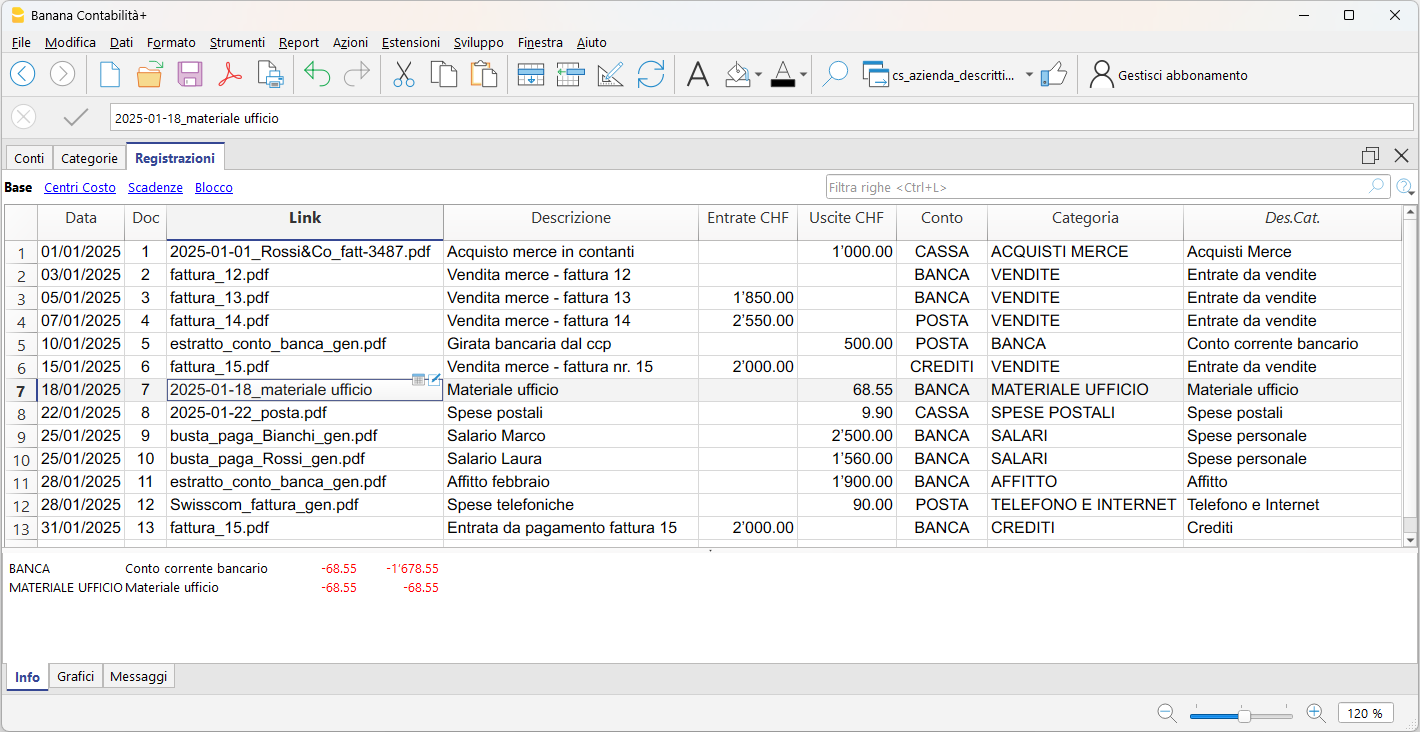 Banana Contabilità+
File Modifica Dati Formato Strumenti Report Azioni Estensioni Sviluppo Finestra Aiuto
cs_azienda_descritti... Gestisci abbonamento
2025-01-18_materiale ufficio
Conti Categorie Registrazioni
Base Centri Costo Scadenze Blocco Filtra righe <Ctrl+L>
Data Doc Link Descrizione Entrate CHF Uscite CHF Conto Categoria Des.Cat.
1 01/01/2025 1 2025-01-01_Rossi&Co_fatt-3487.pdf Acquisto merce in contanti 1'000.00 CASSA ACQUISTI MERCE Acquisti Merce
2 03/01/2025 2 fattura_12.pdf Vendita merce - fattura 12 BANCA VENDITE Entrate da vendite
3 05/01/2025 3 fattura_13.pdf Vendita merce - fattura 13 1'850.00 BANCA VENDITE Entrate da vendite
4 07/01/2025 4 fattura_14.pdf Vendita merce - fattura 14 2'550.00 POSTA VENDITE Entrate da vendite
5 10/01/2025 5 estratto_conto_banca_gen.pdf Girata bancaria dal ccp 500.00 POSTA BANCA Conto corrente bancario
6 15/01/2025 6 fattura_15.pdf Vendita merce - fattura nr. 15 2'000.00 CREDITI VENDITE Entrate da vendite
7 18/01/2025 7 2025-01-18_materiale ufficio Materiale ufficio 68.55 BANCA MATERIALE UFFICIO Materiale ufficio
8 22/01/2025 8 2025-01-22_posta.pdf Spese postali 9.90 CASSA SPESE POSTALI Spese postali
9 25/01/2025 9 busta_paga_Bianchi_gen.pdf Salario Marco 2'500.00 BANCA SALARI Spese personale
10 25/01/2025 10 busta_paga_Rossi_gen.pdf Salario Laura 1'560.00 BANCA SALARI Spese personale
11 28/01/2025 11 estratto_conto_banca_gen.pdf Affitto febbraio 1'900.00 BANCA AFFITTO Affitto
12 28/01/2025 12 Swisscom_fattura_gen.pdf Spese telefoniche 90.00 POSTA TELEFONO E INTERNET Telefono e Internet
13 31/01/2025 13 fattura_15.pdf Entrata da pagamento fattura 15 2'000.00 BANCA CREDITI Crediti
BANCA Conto corrente bancario -68.55 -1'678.55
MATERIALE UFFICIO Materiale ufficio -68.55 -68.55
Info Grafici Messaggi
120 %